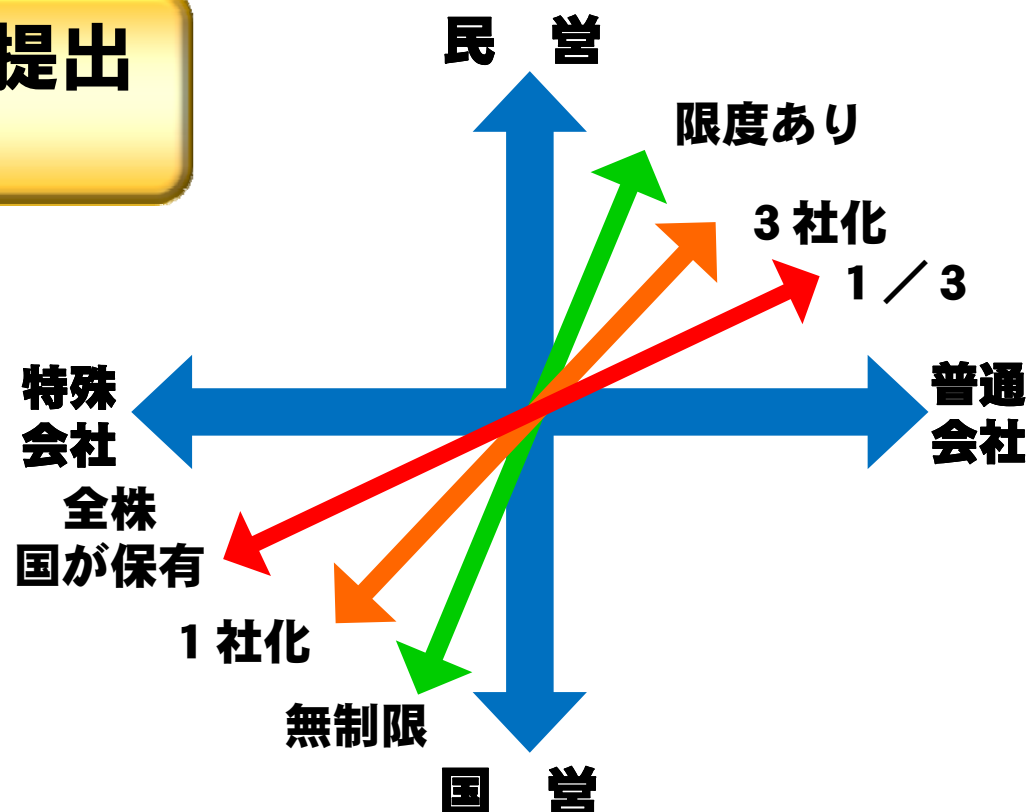 提出
民 営
限度あり
3社化
1／3
特殊
会社
普通
会社
全株
国が保有
1社化
無制限
国 営